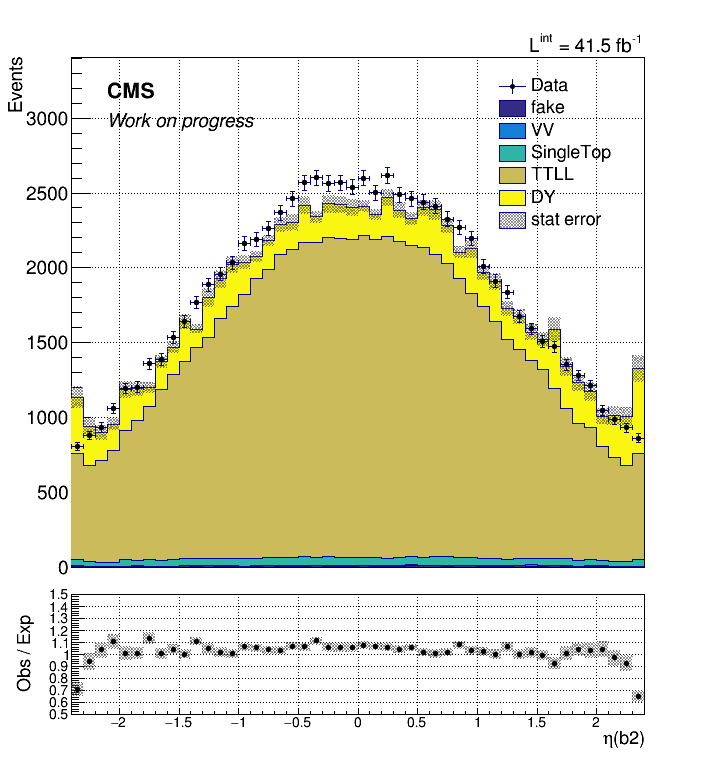 L^int = 41.5 fb^-1
Events
CMS
Work on progress
Data
fake
VV
SingleTop
TTLL
DY
stat error
3000
2500
2000
1500
1000
500
0
Obs / Exp
1.5
1.4
1.3
1.2
1.1
1
0.9
0.8
0.7
0.6
0.5
−2 −1.5 −1 −0.5 0 0.5 1 1.5 2
η(b2)